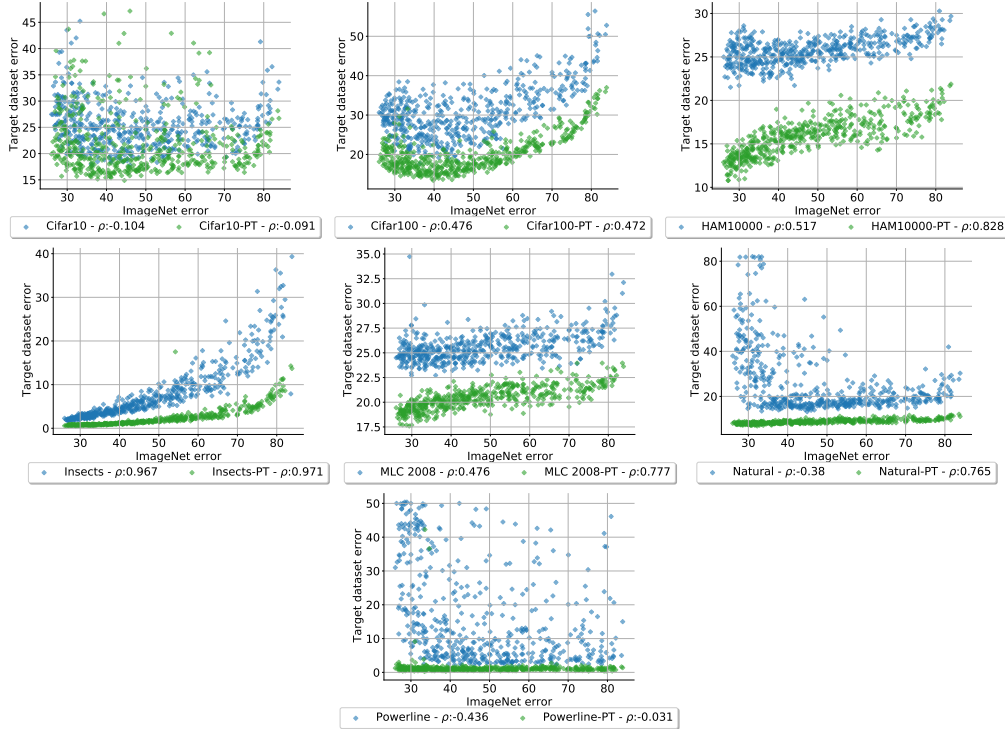 45
40
35
30
25
20
15
Target dataset error
30 40 50 60 70 80
ImageNet error
Cifar10 - ρ:-0.104 Cifar10-PT - ρ:-0.091
50
40
30
20
Target dataset error
30 40 50 60 70 80
ImageNet error
Cifar100 - ρ:0.476 Cifar100-PT - ρ:0.472
30
25
20
15
10
Target dataset error
30 40 50 60 70 80
ImageNet error
HAM10000 - ρ:0.517 HAM10000-PT - ρ:0.828
40
30
20
10
0
Target dataset error
30 40 50 60 70 80
ImageNet error
Insects - ρ:0.967 Insects-PT - ρ:0.971
35.0
32.5
30.0
27.5
25.0
22.5
20.0
17.5
Target dataset error
30 40 50 60 70 80
ImageNet error
MLC 2008 - ρ:0.476 MLC 2008-PT - ρ:0.777
80
60
40
20
Target dataset error
30 40 50 60 70 80
ImageNet error
Natural - ρ:-0.38 Natural-PT - ρ:0.765
50
40
30
20
10
0
Target dataset error
30 40 50 60 70 80
ImageNet error
Powerline - ρ:-0.436 Powerline-PT - ρ:-0.031